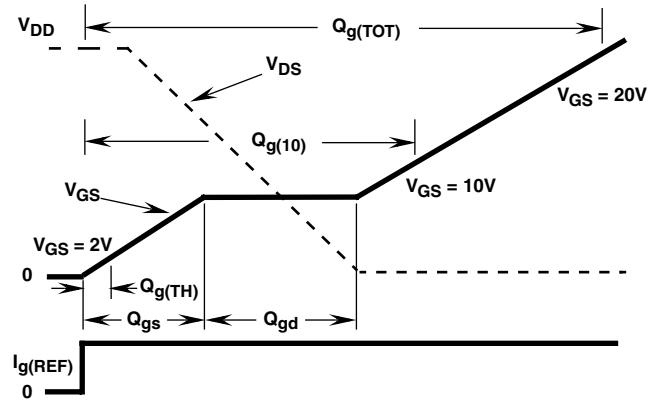 V_DD
Q_g(TOT)
V_DS
V_GS = 20V
Q_g(10)
V_GS
V_GS = 10V
V_GS = 2V
0
Q_g(TH)
Q_gs
Q_gd
I_g(REF)
0